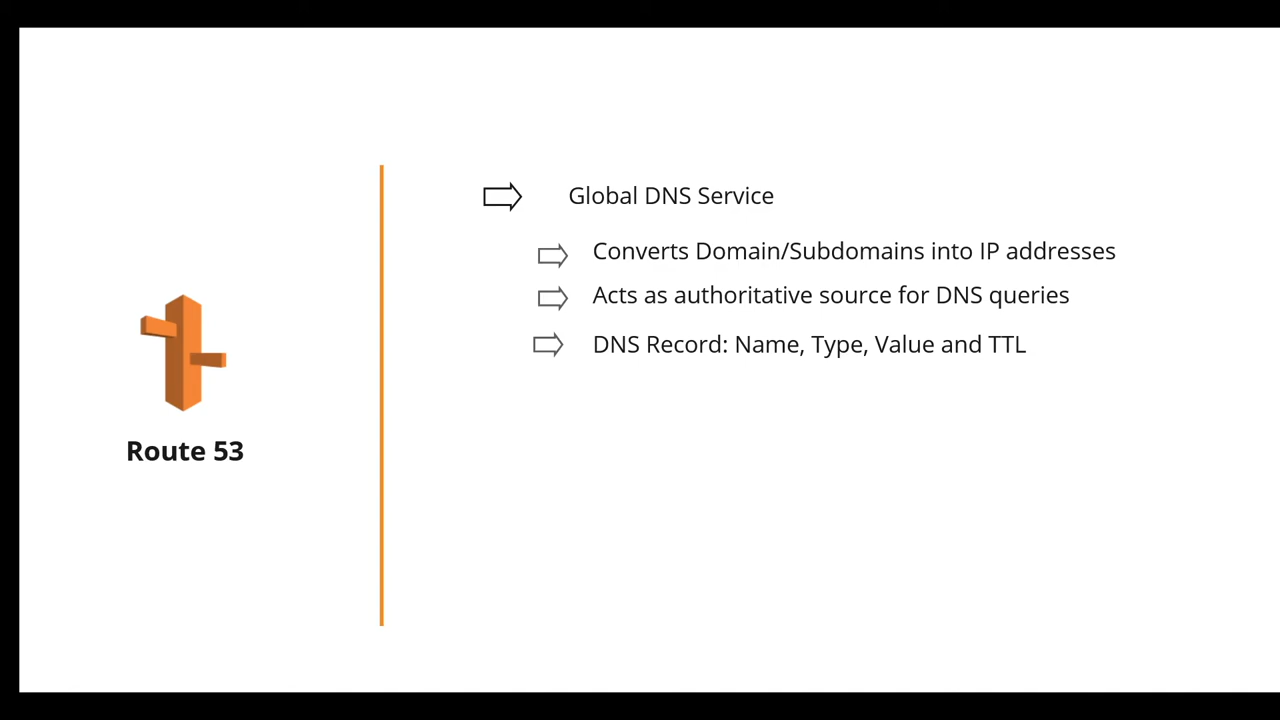 Global DNS Service
Converts Domain/Subdomains into IP addresses
Acts as authoritative source for DNS queries
DNS Record: Name, Type, Value and TTL
Route 53